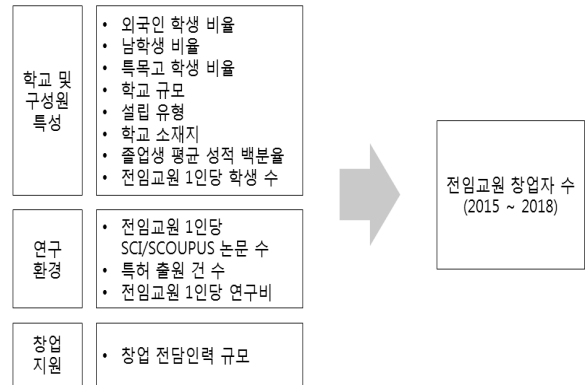 학교 및
구성원
특성
• 외국인 학생 비율
• 남학생 비율
• 특목고 학생 비율
• 학교 규모
• 설립 유형
• 학교 소재지
• 졸업생 평균 성적 백분율
• 전임교원 1인당 학생 수
연구
환경
• 전임교원 1인당
SCI/SCOUPUS 논문 수
• 특허 출원 건 수
• 전임교원 1인당 연구비
창업
지원
• 창업 전담인력 규모
전임교원 창업자 수
(2015 ~ 2018)